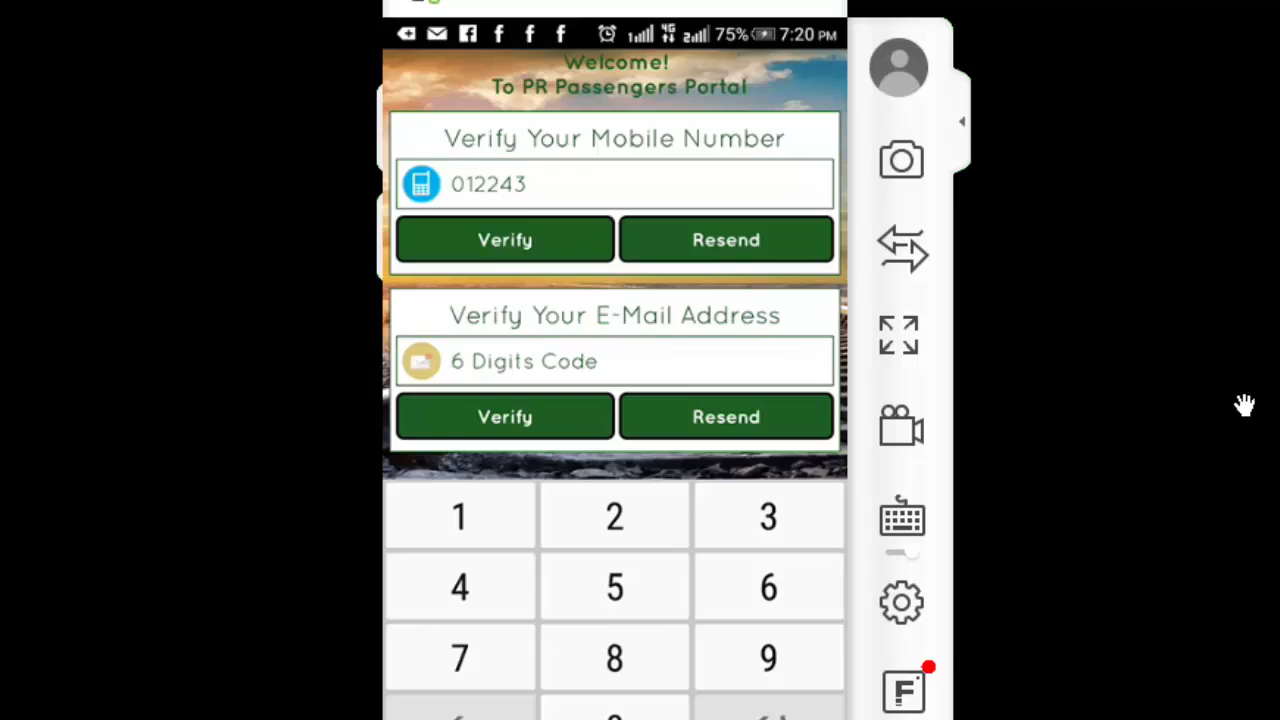 75% 7:20 PM
Welcome!
To PR Passengers Portal
Verify Your Mobile Number
012243
Verify Resend
Verify Your E-Mail Address
6 Digits Code
Verify Resend
1 2 3
4 5 6
7 8 9